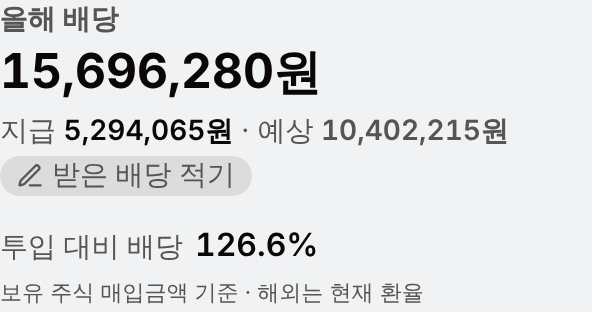 올해 배당
15,696,280원
지급 5,294,065원 · 예상 10,402,215원
받은 배당 적기
투입 대비 배당 126.6%
보유 주식 매입금액 기준 · 해외는 현재 환율